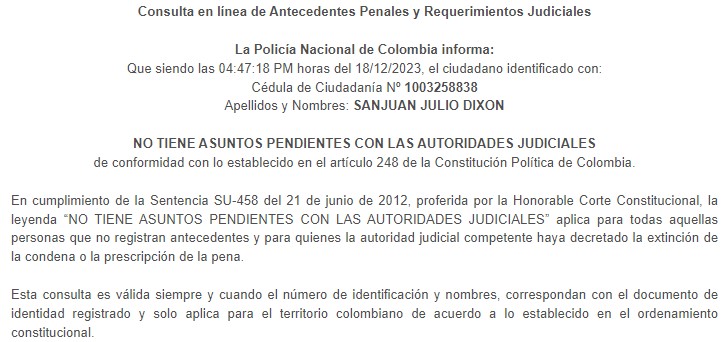 Consulta en línea de Antecedentes Penales y Requerimientos Judiciales
La Policía Nacional de Colombia informa:
Que siendo las 04:47:18 PM horas del 18/12/2023, el ciudadano identificado con:
Cédula de Ciudadanía Nº 1003258838
Apellidos y Nombres: SANJUAN JULIO DIXON
NO TIENE ASUNTOS PENDIENTES CON LAS AUTORIDADES JUDICIALES
de conformidad con lo establecido en el artículo 248 de la Constitución Política de Colombia.
En cumplimiento de la Sentencia SU-458 del 21 de junio de 2012, proferida por la Honorable Corte Constitucional, la
leyenda “NO TIENE ASUNTOS PENDIENTES CON LAS AUTORIDADES JUDICIALES” aplica para todas aquellas
personas que no registran antecedentes y para quienes la autoridad judicial competente haya decretado la extinción de
la condena o la prescripción de la pena.
Esta consulta es válida siempre y cuando el número de identificación y nombres, correspondan con el documento de
identidad registrado y solo aplica para el territorio colombiano de acuerdo a lo establecido en el ordenamiento
constitucional.